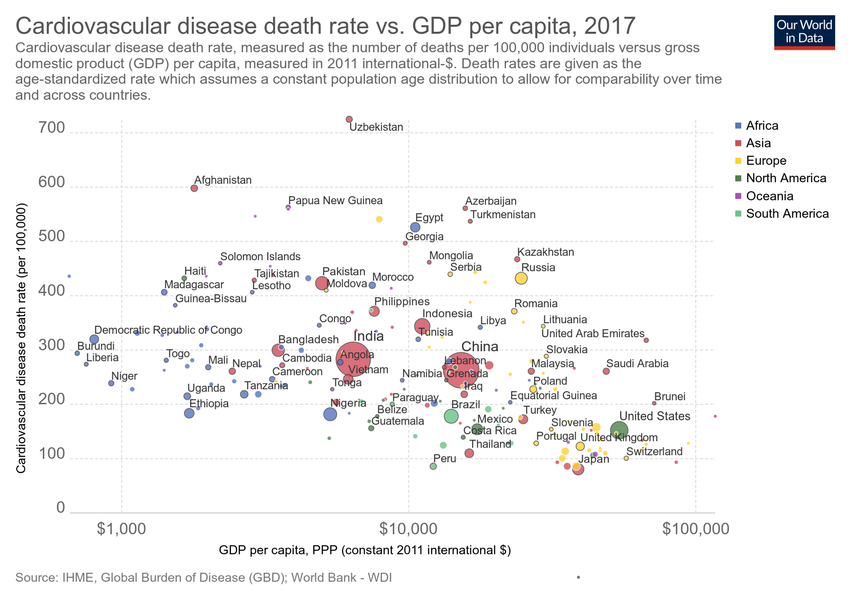 Cardiovascular disease death rate vs. GDP per capita, 2017
Our World
in Data
Cardiovascular disease death rate, measured as the number of deaths per 100,000 individuals versus gross
domestic product (GDP) per capita, measured in 2011 international-$. Death rates are given as the
age-standardized rate which assumes a constant population age distribution to allow for comparability over time
and across countries.
Cardiovascular disease death rate (per 100,000)
700
600
500
400
300
200
100
0
Uzbekistan
Afghanistan
Papua New Guinea
Azerbaijan
Turkmenistan
Egypt
Georgia
Solomon Islands
Mongolia
Kazakhstan
Haiti
Tajikistan
Pakistan
Serbia
Russia
Madagascar
Lesotho
Moldova
Morocco
Guinea-Bissau
Philippines
Romania
Congo
Indonesia
Democratic Republic of Congo
Tunisia
Libya
Lithuania
United Arab Emirates
Burundi
Bangladesh
India
China
Slovakia
Liberia
Togo
Mali
Nepal
Cambodia
Angola
Lebanon
Malaysia
Saudi Arabia
Niger
Cameroon
Vietnam
Namibia
Grenada
Iraq
Poland
Uganda
Tanzania
Tonga
Paraguay
Equatorial Guinea
Brunei
Ethiopia
Nigeria
Belize
Brazil
Turkey
Guatemala
Mexico
Slovenia
United States
Costa Rica
Portugal
United Kingdom
Thailand
Peru
Japan
Switzerland
Africa
Asia
Europe
North America
Oceania
South America
$1,000
$10,000
$100,000
GDP per capita, PPP (constant 2011 international $)
Source: IHME, Global Burden of Disease (GBD); World Bank - WDI